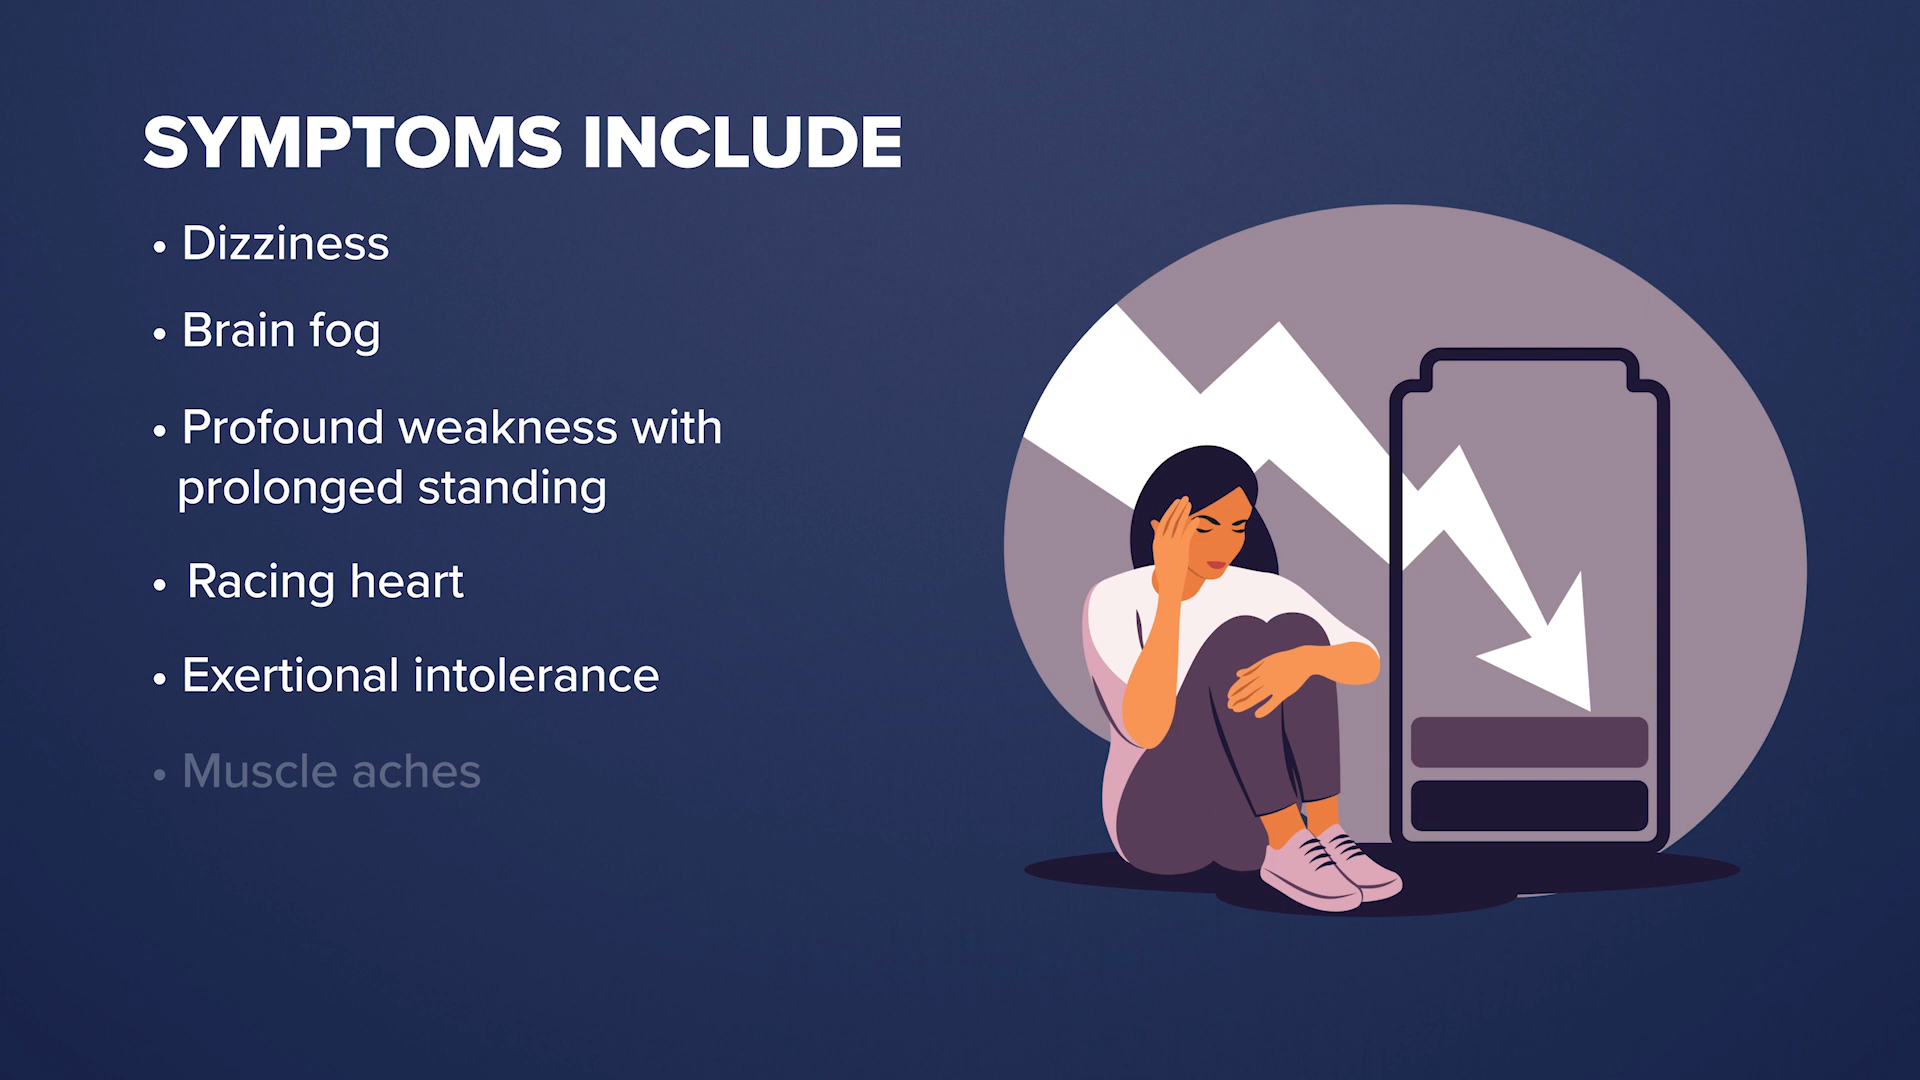 SYMPTOMS INCLUDE
• Dizziness
• Brain fog
• Profound weakness with
prolonged standing
• Racing heart
• Exertional intolerance
• Muscle aches